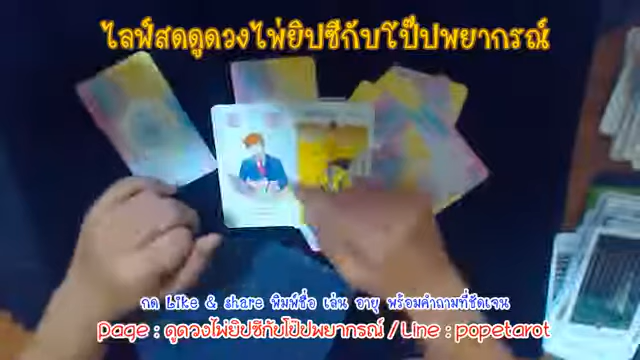 ไลฟ์สดดูดวงไพ่ยิปซีกับโป๊ปพยากรณ์
กด Like & share พิมพ์ชื่อ เล่น อายุ พร้อมคำถามที่ชัดเจน
Page : ดูดวงไพ่ยิปซีกับโป๊ปพยากรณ์ / Line : popetarot